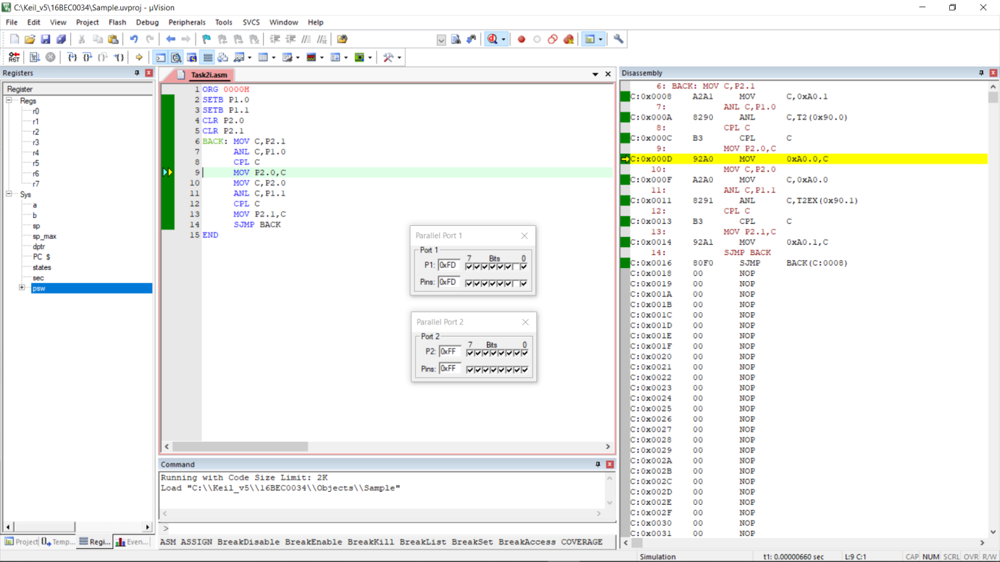 C:\Keil_v5\16BEC0034\Sample.uvproj - µVision
File Edit View Project Flash Debug Peripherals Tools SVCS Window Help
RST
Registers
Register
Regs
r0
r1
r2
r3
r4
r5
r6
r7
Sys
a
b
sp
sp_max
dptr
PC $
states
sec
psw
Project Temp... Regi... Even...
Task2i.asm
1 ORG 0000H
2 SETB P1.0
3 SETB P1.1
4 CLR P2.0
5 CLR P2.1
6 BACK: MOV C,P2.1
7 ANL C,P1.0
8 CPL C
9 MOV P2.0,C
10 MOV C,P2.0
11 ANL C,P1.1
12 CPL C
13 MOV P2.1,C
14 SJMP BACK
15 END
Parallel Port 1
Port 1
7 Bits 0
P1: 0xFD
Pins: 0xFD
Parallel Port 2
Port 2
7 Bits 0
P2: 0xFF
Pins: 0xFF
Command
Running with Code Size Limit: 2K
Load "C:\\Keil_v5\\16BEC0034\\Objects\\Sample"
>
ASM ASSIGN BreakDisable BreakEnable BreakKill BreakList BreakSet BreakAccess COVERAGE
Disassembly
6: BACK: MOV C,P2.1
C:0x0008 A2A1 MOV C,0xA0.1
7: ANL C,P1.0
C:0x000A 8290 ANL C,T2(0x90.0)
8: CPL C
C:0x000C B3 CPL C
9: MOV P2.0,C
C:0x000D 92A0 MOV 0xA0.0,C
10: MOV C,P2.0
C:0x000F A2A0 MOV C,0xA0.0
11: ANL C,P1.1
C:0x0011 8291 ANL C,T2EX(0x90.1)
12: CPL C
C:0x0013 B3 CPL C
13: MOV P2.1,C
C:0x0014 92A1 MOV 0xA0.1,C
14: SJMP BACK
C:0x0016 80F0 SJMP BACK(C:0008)
C:0x0018 00 NOP
C:0x0019 00 NOP
C:0x001A 00 NOP
C:0x001B 00 NOP
C:0x001C 00 NOP
C:0x001D 00 NOP
C:0x001E 00 NOP
C:0x001F 00 NOP
C:0x0020 00 NOP
C:0x0021 00 NOP
C:0x0022 00 NOP
C:0x0023 00 NOP
C:0x0024 00 NOP
C:0x0025 00 NOP
C:0x0026 00 NOP
C:0x0027 00 NOP
C:0x0028 00 NOP
C:0x0029 00 NOP
C:0x002A 00 NOP
C:0x002B 00 NOP
C:0x002C 00 NOP
C:0x002D 00 NOP
C:0x002E 00 NOP
C:0x002F 00 NOP
C:0x0030 00 NOP
C:0x0031 00 NOP
Simulation t1: 0.00000660 sec L:9 C:1 CAP NUM SCRL OVR R/W